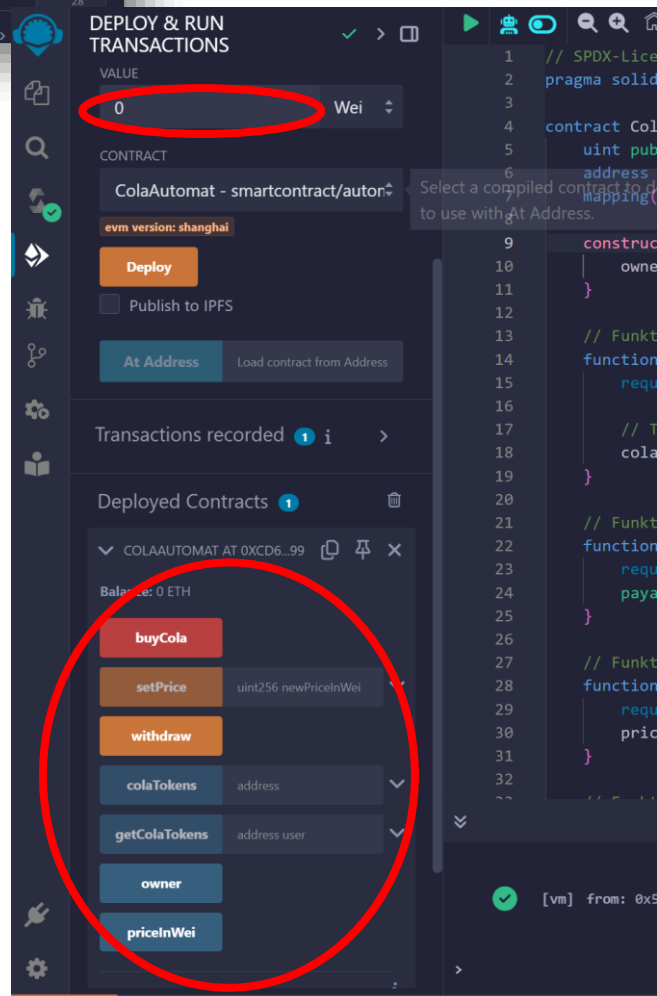 28
DEPLOY & RUN
TRANSACTIONS
VALUE
0
Wei
CONTRACT
ColaAutomat - smartcontract/auton
evm version: shanghai
Deploy
Publish to IPFS
At Address
Load contract from Address
Transactions recorded 1 i
Deployed Contracts 1
COLAAUTOMAT AT 0XCD6...99
Balance: 0 ETH
buyCola
setPrice
uint256 newPriceInWei
withdraw
colaTokens
address
getColaTokens
address user
owner
priceInWei
Select a compiled contract to d
to use with At Address.
1 // SPDX-Lice
2 pragma solid
3
4 contract Col
5 uint pub
6 address
7 mapping(
8
9 construc
10 owne
11 }
12
13 // Funkt
14 function
15 requ
16
17 // T
18 cola
19 }
20
21 // Funkt
22 function
23 requ
24 paya
25 }
26
27 // Funkt
28 function
29 requ
30 pric
31 }
32
[vm] from: 0x5
>